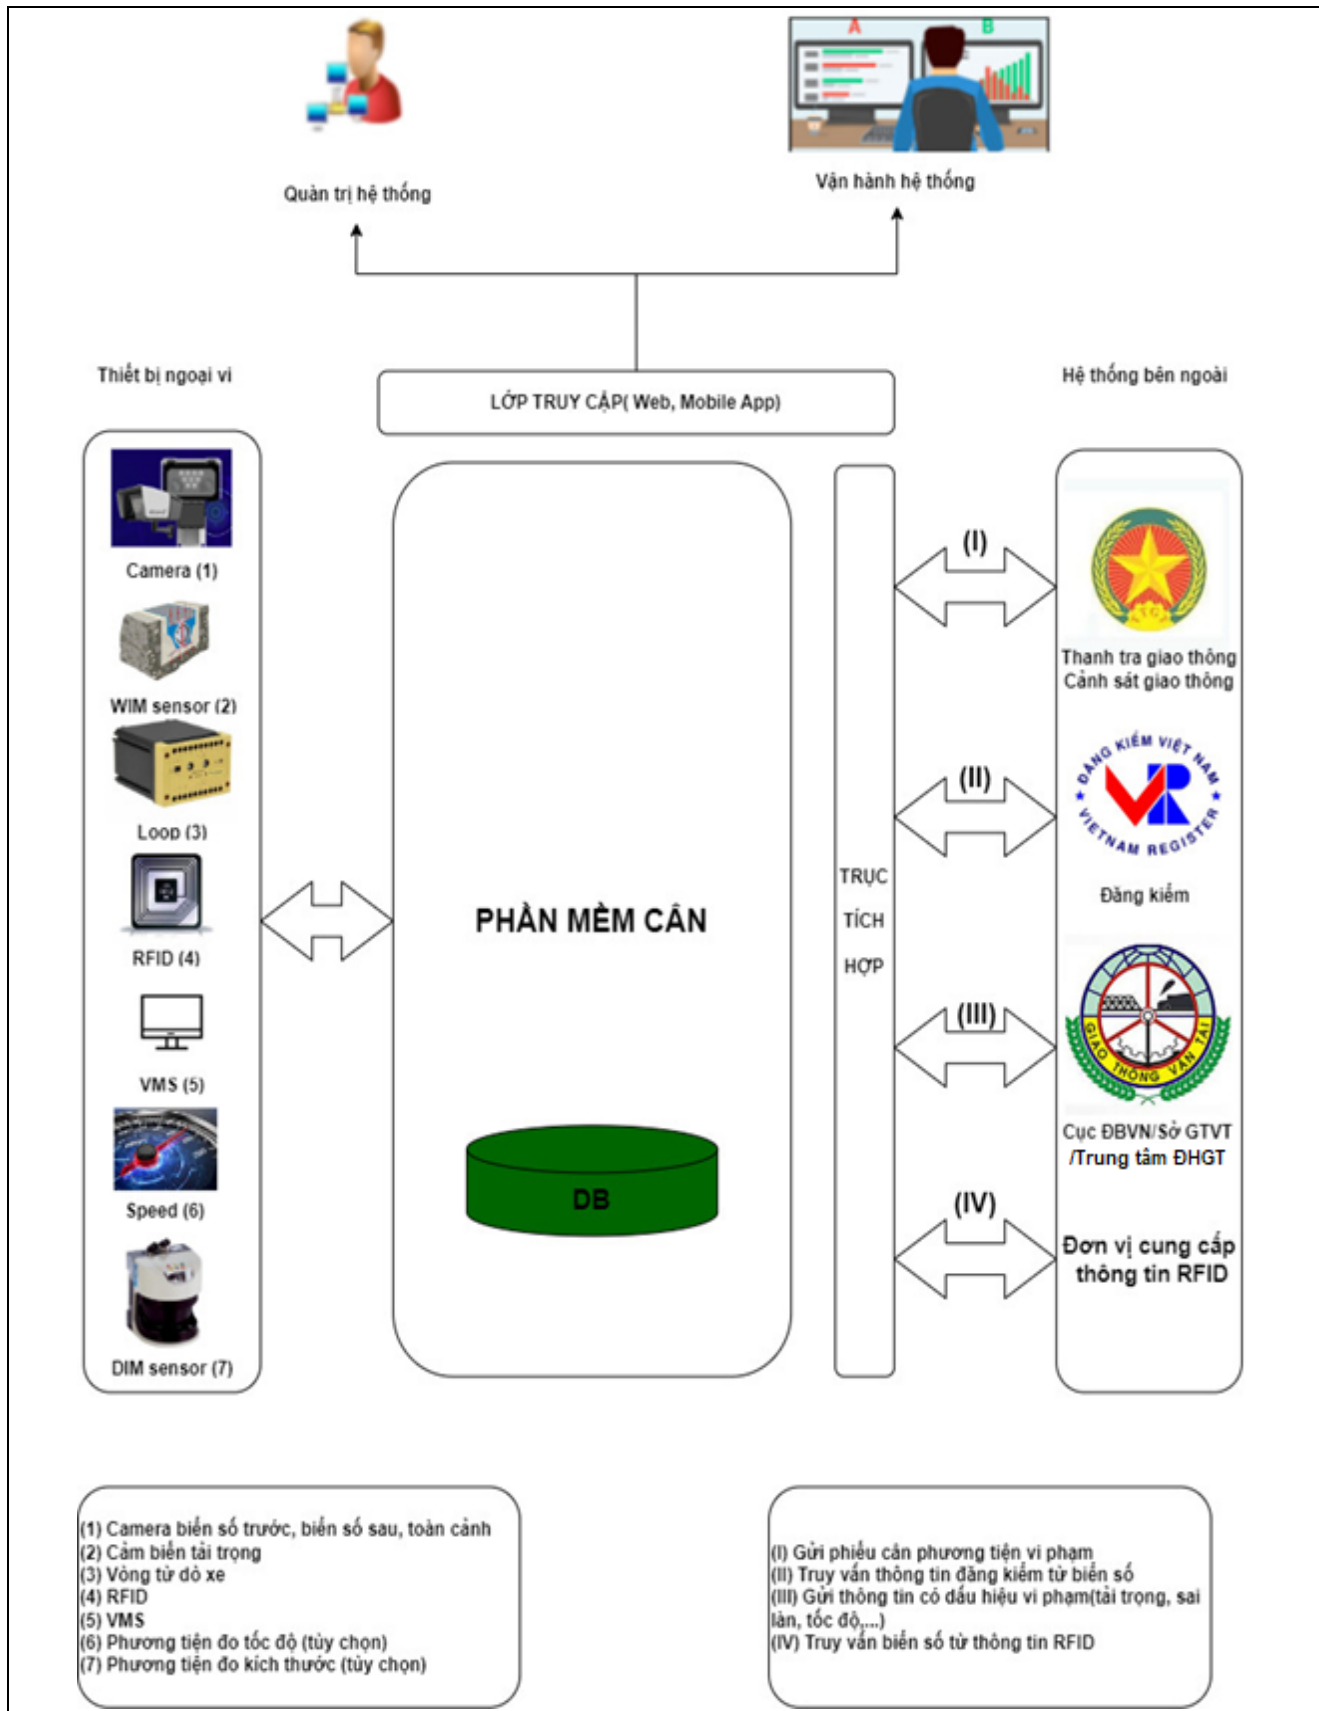 A
B
Quản trị hệ thống
Vận hành hệ thống
Thiết bị ngoại vi
Hệ thống bên ngoài
LỚP TRUY CẬP( Web, Mobile App)
Camera (1)
WIM sensor (2)
Loop (3)
RFID (4)
VMS (5)
Speed (6)
DIM sensor (7)
PHẦN MỀM CÂN
DB
TRỤC
TÍCH
HỢP
(I)
(II)
(III)
(IV)
Thanh tra giao thông
Cảnh sát giao thông
ĐĂNG KIỂM VIỆT NAM
VR
VIETNAM REGISTER
Đăng kiểm
GIAO THÔNG VẬN TẢI
Cục ĐBVN/Sở GTVT
/Trung tâm ĐHGT
Đơn vị cung cấp
thông tin RFID
(1) Camera biển số trước, biển số sau, toàn cảnh
(2) Cảm biến tải trọng
(3) Vòng từ dò xe
(4) RFID
(5) VMS
(6) Phương tiện đo tốc độ (tùy chọn)
(7) Phương tiện đo kích thước (tùy chọn)
(I) Gửi phiếu cân phương tiện vi phạm
(II) Truy vấn thông tin đăng kiểm từ biển số
(III) Gửi thông tin có dấu hiệu vi phạm(tải trọng, sai
làn, tốc độ,...)
(IV) Truy vấn biển số từ thông tin RFID